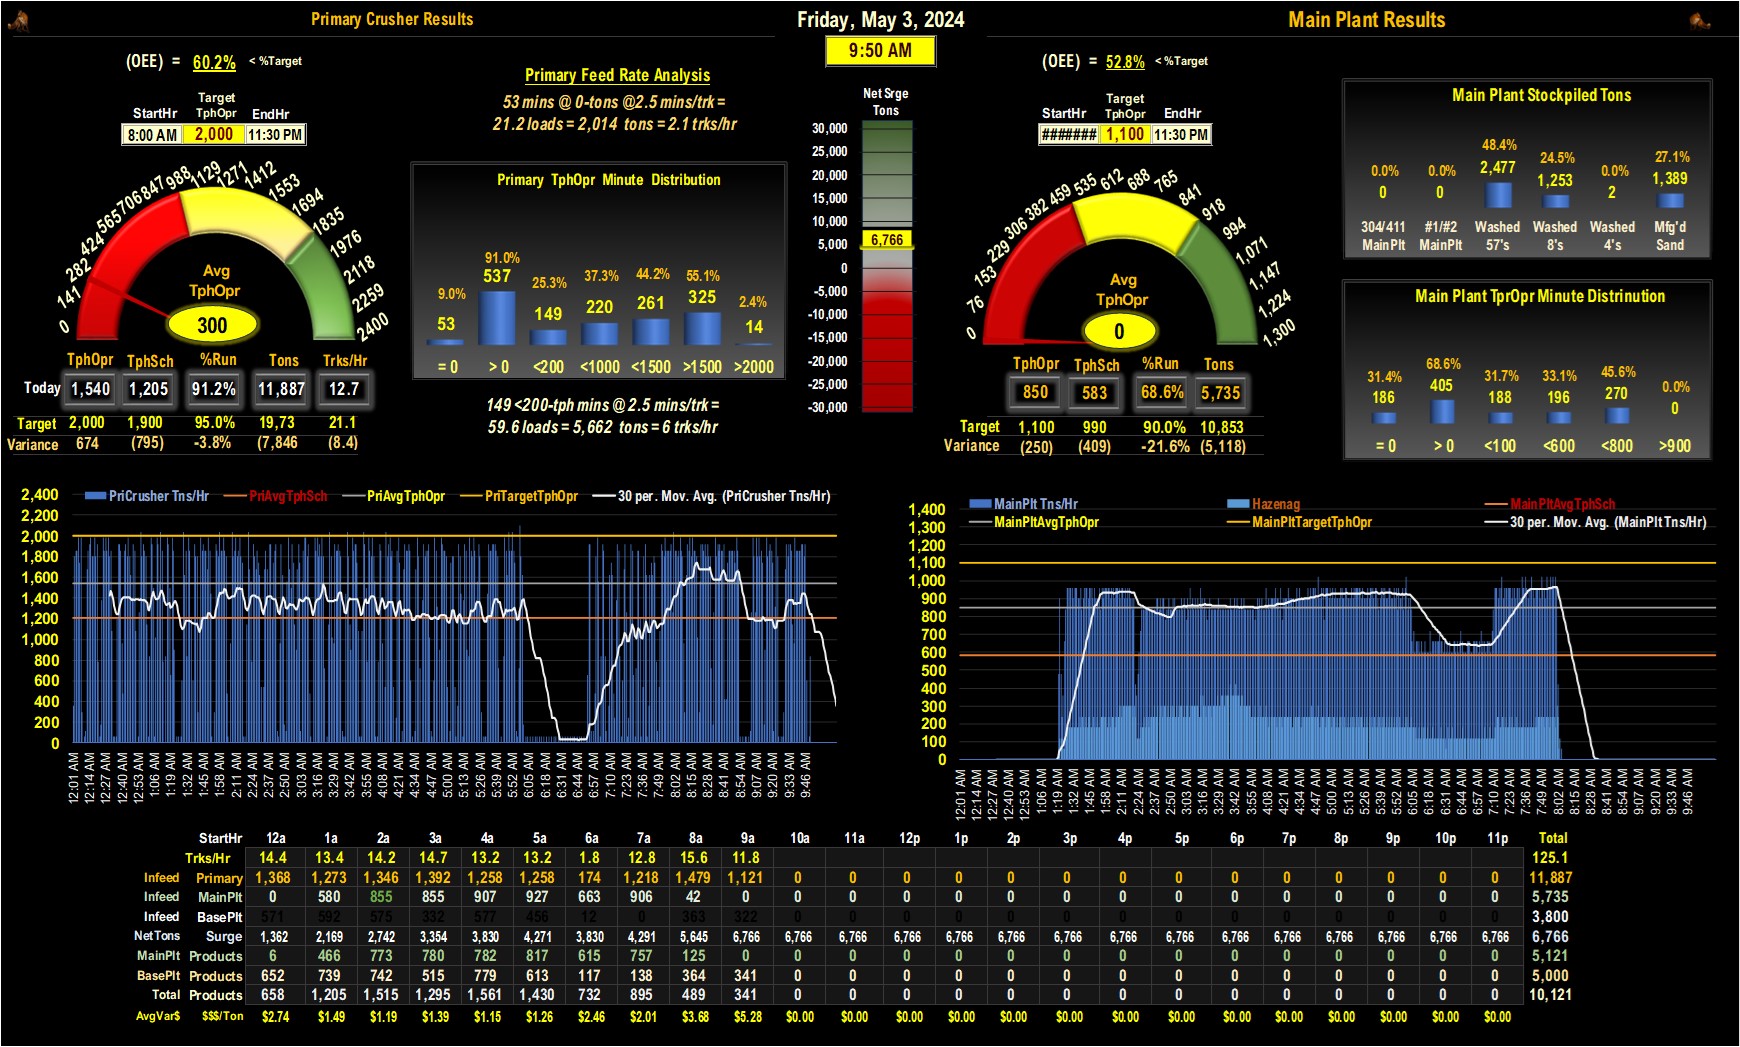 Primary Crusher Results
Friday, May 3, 2024
Main Plant Results
9:50 AM
(OEE) = 60.2% < %Target
Target
StartHr TphOpr EndHr
8:00 AM 2,000 11:30 PM
0 141 282 424 565 706 847 988 1129 1271 1412 1553 1694 1835 1976 2118 2259 2400
Avg
TphOpr
300
TphOpr TphSch %Run Tons Trks/Hr
Today 1,540 1,205 91.2% 11,887 12.7
Target 2,000 1,900 95.0% 19,73 21.1
Variance 674 (795) -3.8% (7,846 (8.4)
Primary Feed Rate Analysis
53 mins @ 0-tons @2.5 mins/trk =
21.2 loads = 2,014 tons = 2.1 trks/hr
Primary TphOpr Minute Distribution
9.0% 91.0% 25.3% 37.3% 44.2% 55.1% 2.4%
53 537 149 220 261 325 14
= 0 > 0 <200 <1000 <1500 >1500 >2000
149 <200-tph mins @ 2.5 mins/trk =
59.6 loads = 5,662 tons = 6 trks/hr
Net Srge
Tons
30,000
25,000
20,000
15,000
10,000
6,766
5,000
0
-5,000
-10,000
-15,000
-20,000
-25,000
-30,000
(OEE) = 52.8% < %Target
Target
StartHr TphOpr EndHr
####### 1,100 11:30 PM
0 76 153 229 306 382 459 535 612 688 765 841 918 994 1,071 1,147 1,224 1,300
Avg
TphOpr
0
TphOpr TphSch %Run Tons
850 583 68.6% 5,735
Target 1,100 990 90.0% 10,853
Variance (250) (409) -21.6% (5,118)
Main Plant Stockpiled Tons
0.0% 0.0% 48.4% 24.5% 0.0% 27.1%
0 0 2,477 1,253 2 1,389
304/411 #1/#2 Washed Washed Washed Mfg'd
MainPlt MainPlt 57's 8's 4's Sand
Main Plant TprOpr Minute Distrinution
31.4% 68.6% 31.7% 33.1% 45.6% 0.0%
186 405 188 196 270 0
= 0 > 0 <100 <600 <800 >900
PriCrusher Tns/Hr PriAvgTphSch PriAvgTphOpr PriTargetTphOpr 30 per. Mov. Avg. (PriCrusher Tns/Hr)
2,400
2,200
2,000
1,800
1,600
1,400
1,200
1,000
800
600
400
200
0
12:01 AM 12:14 AM 12:27 AM 12:40 AM 12:53 AM 1:06 AM 1:19 AM 1:32 AM 1:45 AM 1:58 AM 2:11 AM 2:24 AM 2:37 AM 2:50 AM 3:03 AM 3:16 AM 3:29 AM 3:42 AM 3:55 AM 4:08 AM 4:21 AM 4:34 AM 4:47 AM 5:00 AM 5:13 AM 5:26 AM 5:39 AM 5:52 AM 6:05 AM 6:18 AM 6:31 AM 6:44 AM 6:57 AM 7:10 AM 7:23 AM 7:36 AM 7:49 AM 8:02 AM 8:15 AM 8:28 AM 8:41 AM 8:54 AM 9:07 AM 9:20 AM 9:33 AM 9:46 AM
MainPlt Tns/Hr Hazenag MainPltAvgTphSch
MainPltAvgTphOpr MainPltTargetTphOpr 30 per. Mov. Avg. (MainPlt Tns/Hr)
1,400
1,300
1,200
1,100
1,000
900
800
700
600
500
400
300
200
100
0
12:01 AM 12:14 AM 12:27 AM 12:40 AM 12:53 AM 1:06 AM 1:19 AM 1:32 AM 1:45 AM 1:58 AM 2:11 AM 2:24 AM 2:37 AM 2:50 AM 3:03 AM 3:16 AM 3:29 AM 3:42 AM 3:55 AM 4:08 AM 4:21 AM 4:34 AM 4:47 AM 5:00 AM 5:13 AM 5:26 AM 5:39 AM 5:52 AM 6:05 AM 6:18 AM 6:31 AM 6:44 AM 6:57 AM 7:10 AM 7:23 AM 7:36 AM 7:49 AM 8:02 AM 8:15 AM 8:28 AM 8:41 AM 8:54 AM 9:07 AM 9:20 AM 9:33 AM 9:46 AM
StartHr 12a 1a 2a 3a 4a 5a 6a 7a 8a 9a 10a 11a 12p 1p 2p 3p 4p 5p 6p 7p 8p 9p 10p 11p Total
Trks/Hr 14.4 13.4 14.2 14.7 13.2 13.2 1.8 12.8 15.6 11.8 125.1
Infeed Primary 1,368 1,273 1,346 1,392 1,258 1,258 174 1,218 1,479 1,121 0 0 0 0 0 0 0 0 0 0 0 0 0 0 11,887
Infeed MainPlt 0 580 855 855 907 927 663 906 42 0 0 0 0 0 0 0 0 0 0 0 0 0 0 0 5,735
Infeed BasePlt 571 592 575 332 577 456 12 0 363 322 0 0 0 0 0 0 0 0 0 0 0 0 0 0 3,800
NetTons Surge 1,362 2,169 2,742 3,354 3,830 4,271 3,830 4,291 5,645 6,766 6,766 6,766 6,766 6,766 6,766 6,766 6,766 6,766 6,766 6,766 6,766 6,766 6,766 6,766 6,766
MainPlt Products 6 466 773 780 782 817 615 757 125 0 0 0 0 0 0 0 0 0 0 0 0 0 0 0 5,121
BasePlt Products 652 739 742 515 779 613 117 138 364 341 0 0 0 0 0 0 0 0 0 0 0 0 0 0 5,000
Total Products 658 1,205 1,515 1,295 1,561 1,430 732 895 489 341 0 0 0 0 0 0 0 0 0 0 0 0 0 0 10,121
AvgVar$ $$$/Ton $2.74 $1.49 $1.19 $1.39 $1.15 $1.26 $2.46 $2.01 $3.68 $5.28 $0.00 $0.00 $0.00 $0.00 $0.00 $0.00 $0.00 $0.00 $0.00 $0.00 $0.00 $0.00 $0.00 $0.00